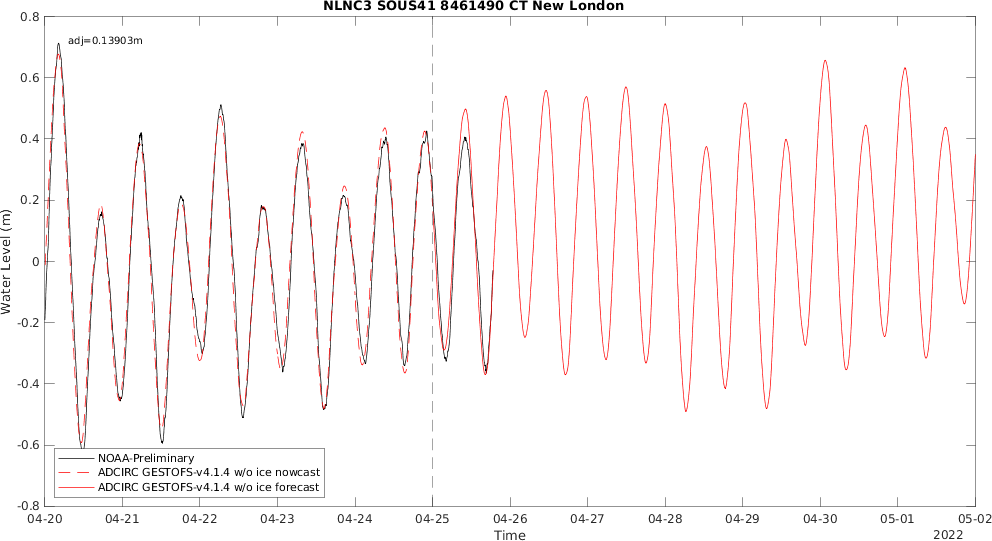 NLNC3 SOUS41 8461490 CT New London
adj=0.13903m
0.8
0.6
0.4
0.2
0
-0.2
-0.4
-0.6
-0.8
Water Level (m)
NOAA-Preliminary
ADCIRC GESTOFS-v4.1.4 w/o ice nowcast
ADCIRC GESTOFS-v4.1.4 w/o ice forecast
04-20 04-21 04-22 04-23 04-24 04-25 04-26 04-27 04-28 04-29 04-30 05-01 05-02
Time
2022